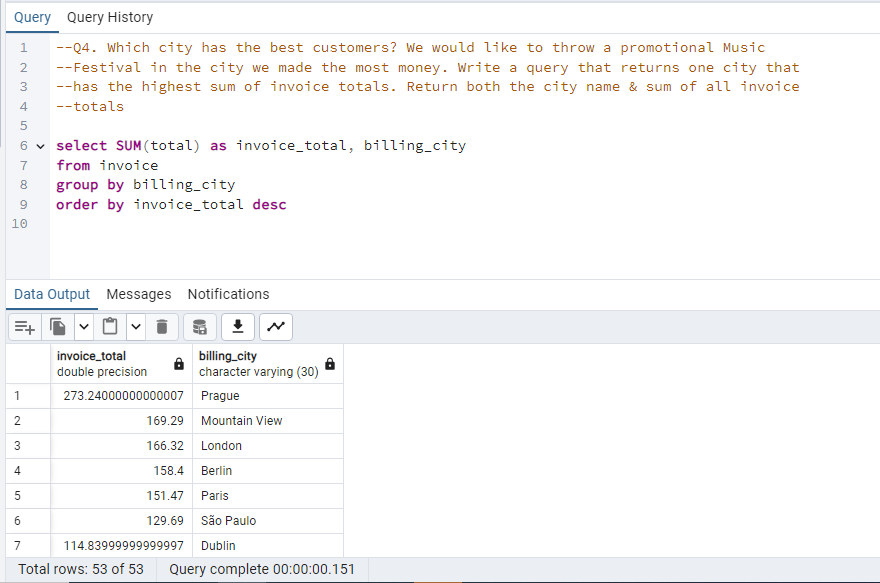 Query Query History
1 --Q4. Which city has the best customers? We would like to throw a promotional Music
2 --Festival in the city we made the most money. Write a query that returns one city that
3 --has the highest sum of invoice totals. Return both the city name & sum of all invoice
4 --totals
5
6 select SUM(total) as invoice_total, billing_city
7 from invoice
8 group by billing_city
9 order by invoice_total desc
10
Data Output Messages Notifications
invoice_total billing_city
double precision character varying (30)
1 273.24000000000007 Prague
2 169.29 Mountain View
3 166.32 London
4 158.4 Berlin
5 151.47 Paris
6 129.69 São Paulo
7 114.83999999999997 Dublin
Total rows: 53 of 53 Query complete 00:00:00.151